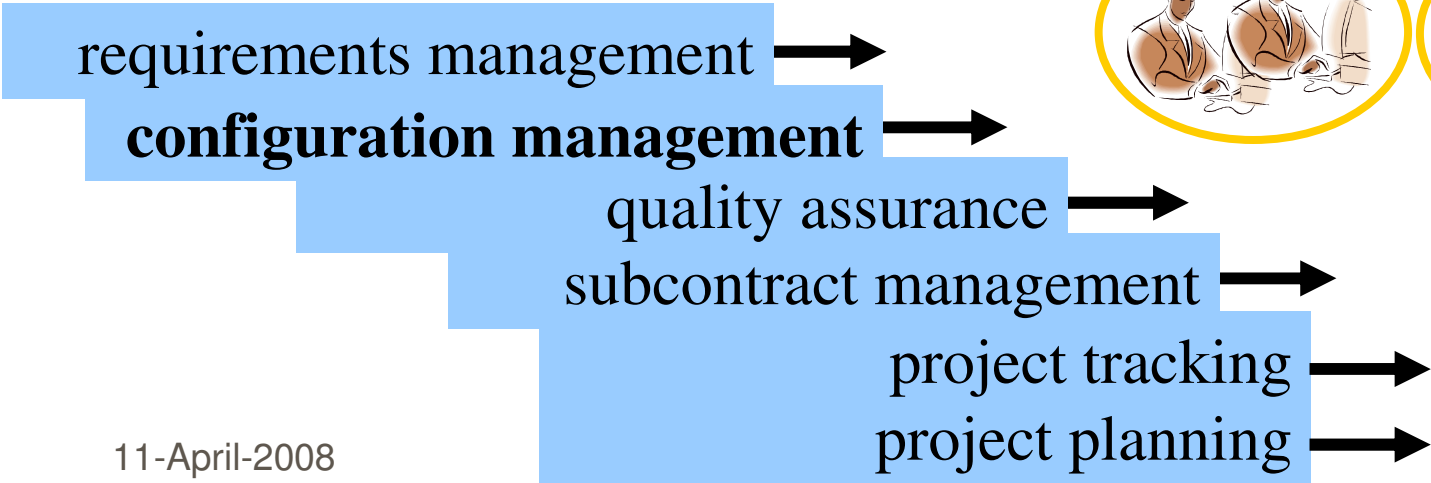 requirements management
configuration management
quality assurance
subcontract management
project tracking
project planning
11-April-2008